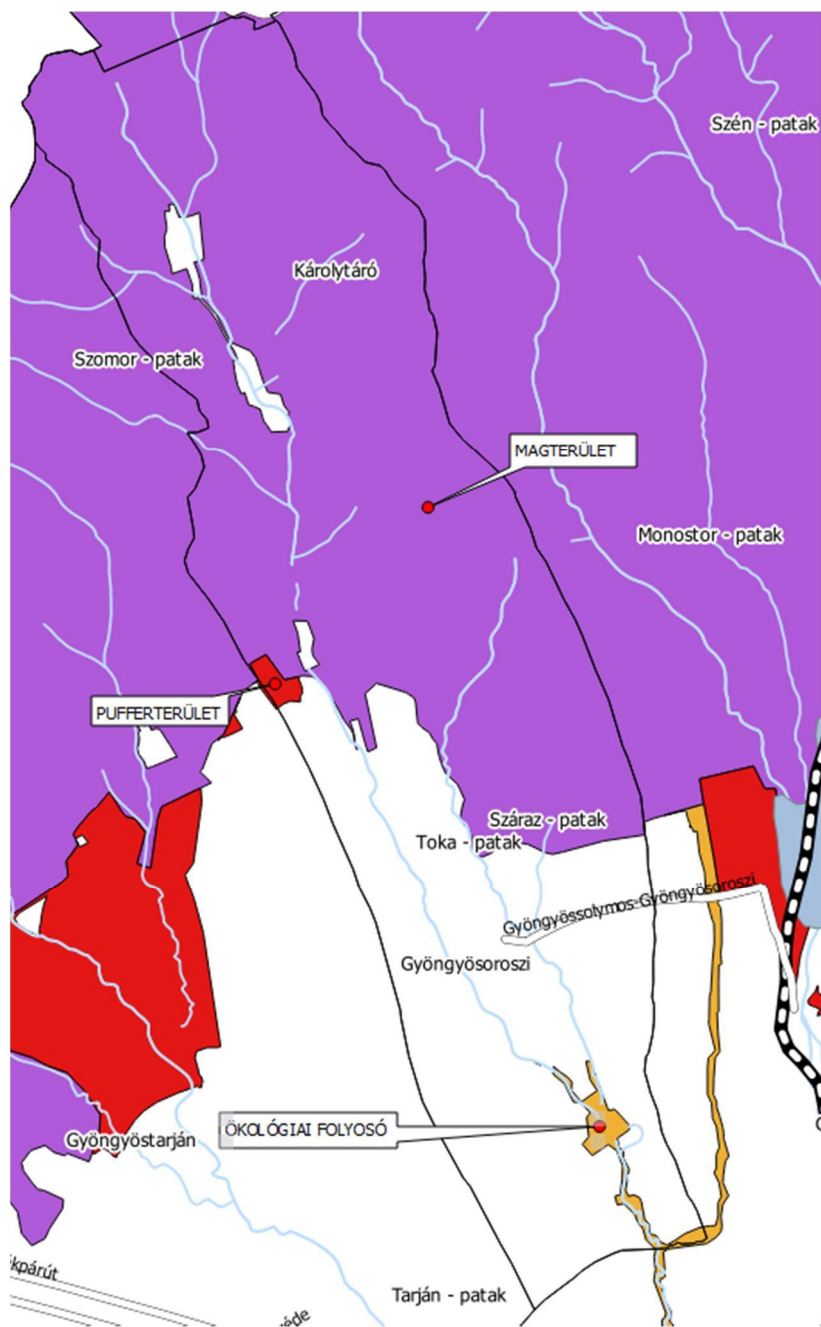 Szén - patak
Károlytáró
Szomor - patak
MAGTERÜLET
Monostor - patak
PUFFERTERÜLET
Száraz - patak
Toka - patak
Gyöngyössolymos-Gyöngyösoroszi
Gyöngyösoroszi
ÖKOLÓGIAI FOLYOSÓ
Gyöngyöstarján
kpárút
Tarján - patak
éde